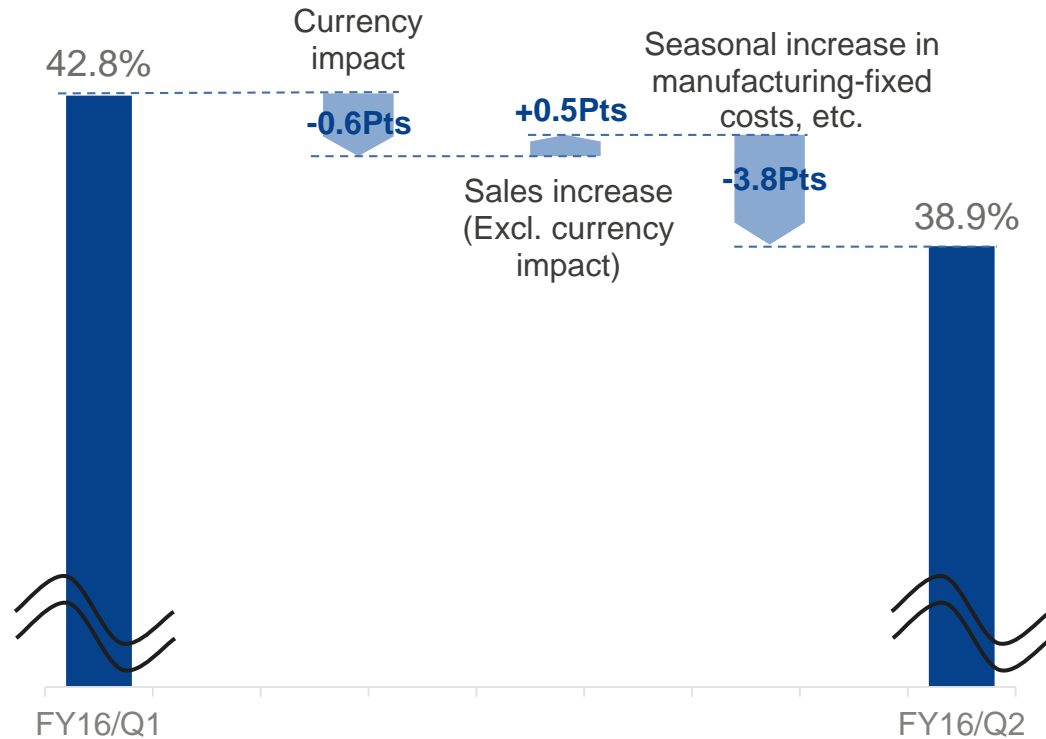 42.8%
Currency
impact
-0.6Pts
+0.5Pts
Sales increase
(Excl. currency
impact)
Seasonal increase in
manufacturing-fixed
costs, etc.
-3.8Pts
38.9%
FY16/Q1
FY16/Q2